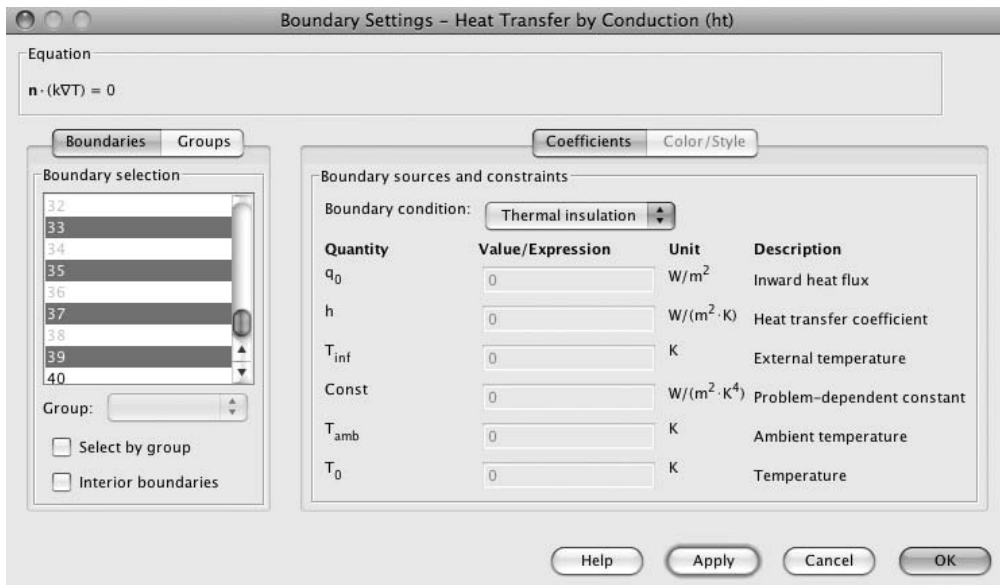 Boundary Settings – Heat Transfer by Conduction (ht)
Equation
n · (k∇T) = 0
Boundaries Groups
Boundary selection
32
33
34
35
36
37
38
39
40
Group:
Select by group
Interior boundaries
Coefficients Color/Style
Boundary sources and constraints
Boundary condition: Thermal insulation
Quantity Value/Expression Unit Description
q₀ 0 W/m² Inward heat flux
h 0 W/(m²·K) Heat transfer coefficient
T_inf 0 K External temperature
Const 0 W/(m²·K⁴) Problem-dependent constant
T_amb 0 K Ambient temperature
T₀ 0 Temperature K
Help Apply Cancel OK